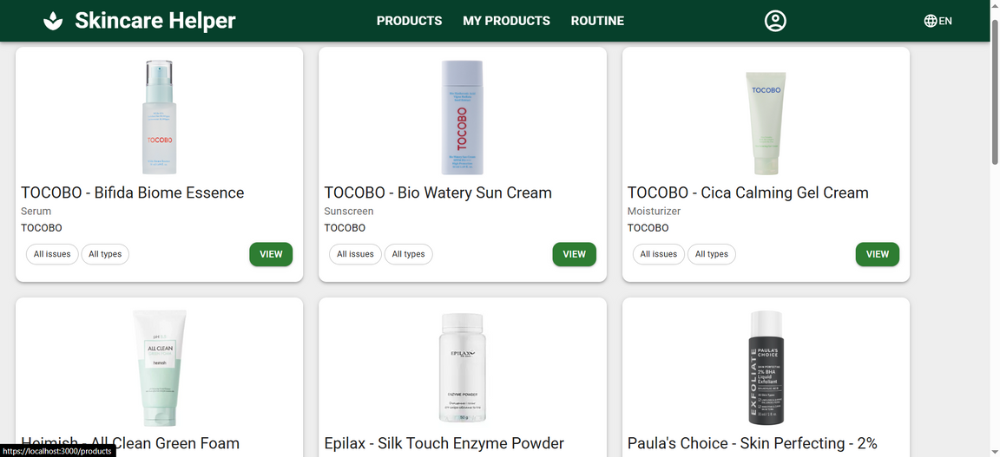 Skincare Helper
PRODUCTS MY PRODUCTS ROUTINE
EN
TOCOBO
TOCOBO
TOCOBO
TOCOBO - Bifida Biome Essence
Serum
TOCOBO
All issues All types VIEW
TOCOBO - Bio Watery Sun Cream
Sunscreen
TOCOBO
All issues All types VIEW
TOCOBO - Cica Calming Gel Cream
Moisturizer
TOCOBO
All issues All types VIEW
ALL CLEAN
GREEN FOAM
heimish
EPILAX
ENZYME POWDER
PAULA'S
CHOICE
SKIN PERFECTING
2% BHA
Liquid
Exfoliant
EXFOLIATE
Heimish - All Clean Green Foam
Epilax - Silk Touch Enzyme Powder
Paula's Choice - Skin Perfecting - 2%
https://localhost:3000/products